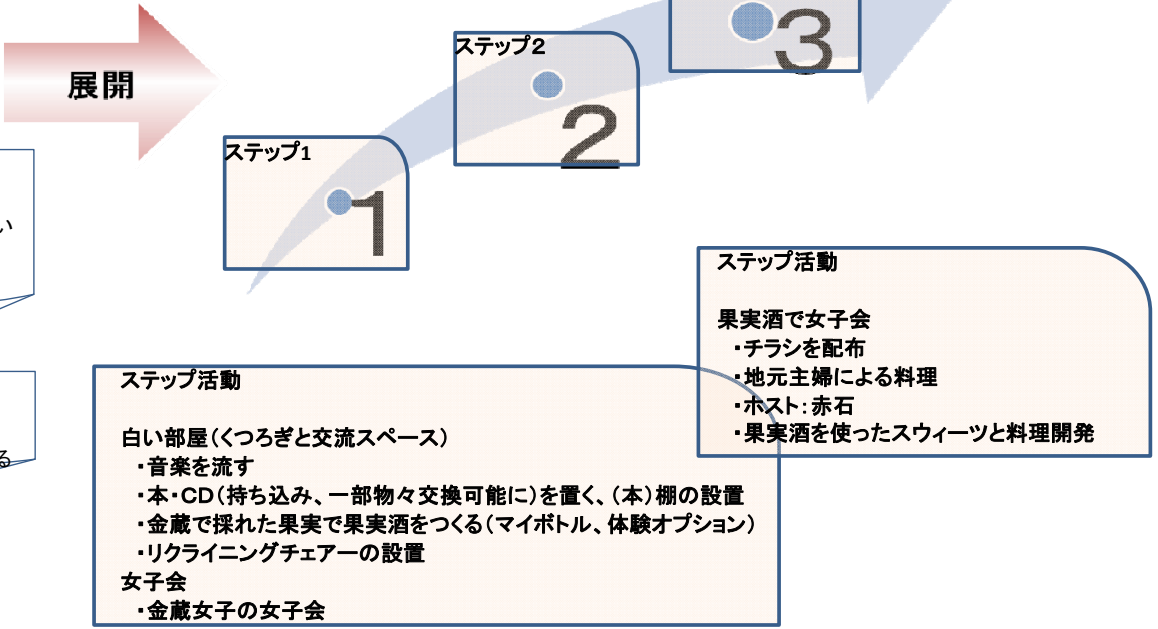 展開
ステップ1
1
ステップ2
2
3
い
る
ステップ活動
白い部屋(くつろぎと交流スペース)
・音楽を流す
・本・CD(持ち込み、一部物々交換可能に)を置く、(本)棚の設置
・金蔵で採れた果実で果実酒をつくる(マイボトル、体験オプション)
・リクライニングチェアーの設置
女子会
・金蔵女子の女子会
ステップ活動
果実酒で女子会
・チラシを配布
・地元主婦による料理
・ホスト:赤石
・果実酒を使ったスウィーツと料理開発